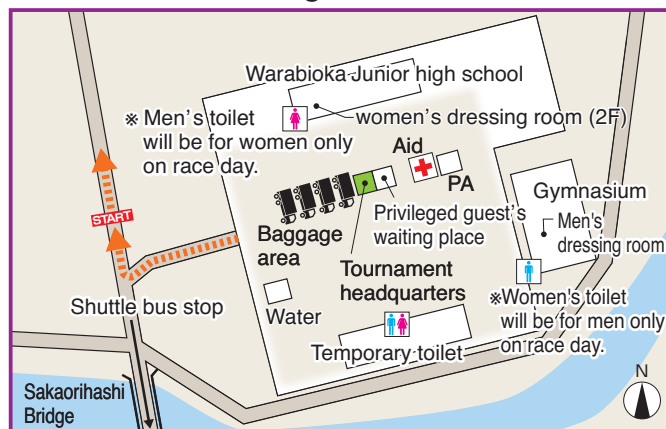 Warabioka Junior high school
women's dressing room (2F)
※ Men's toilet
will be for women only
on race day.
Aid
PA
Gymnasium
Men's
dressing room
START
Privileged guest's
waiting place
Baggage
area
Tournament
headquarters
※Women's toilet
will be for men only
on race day.
Shuttle bus stop
Water
Temporary toilet
Sakaorihashi
Bridge
N